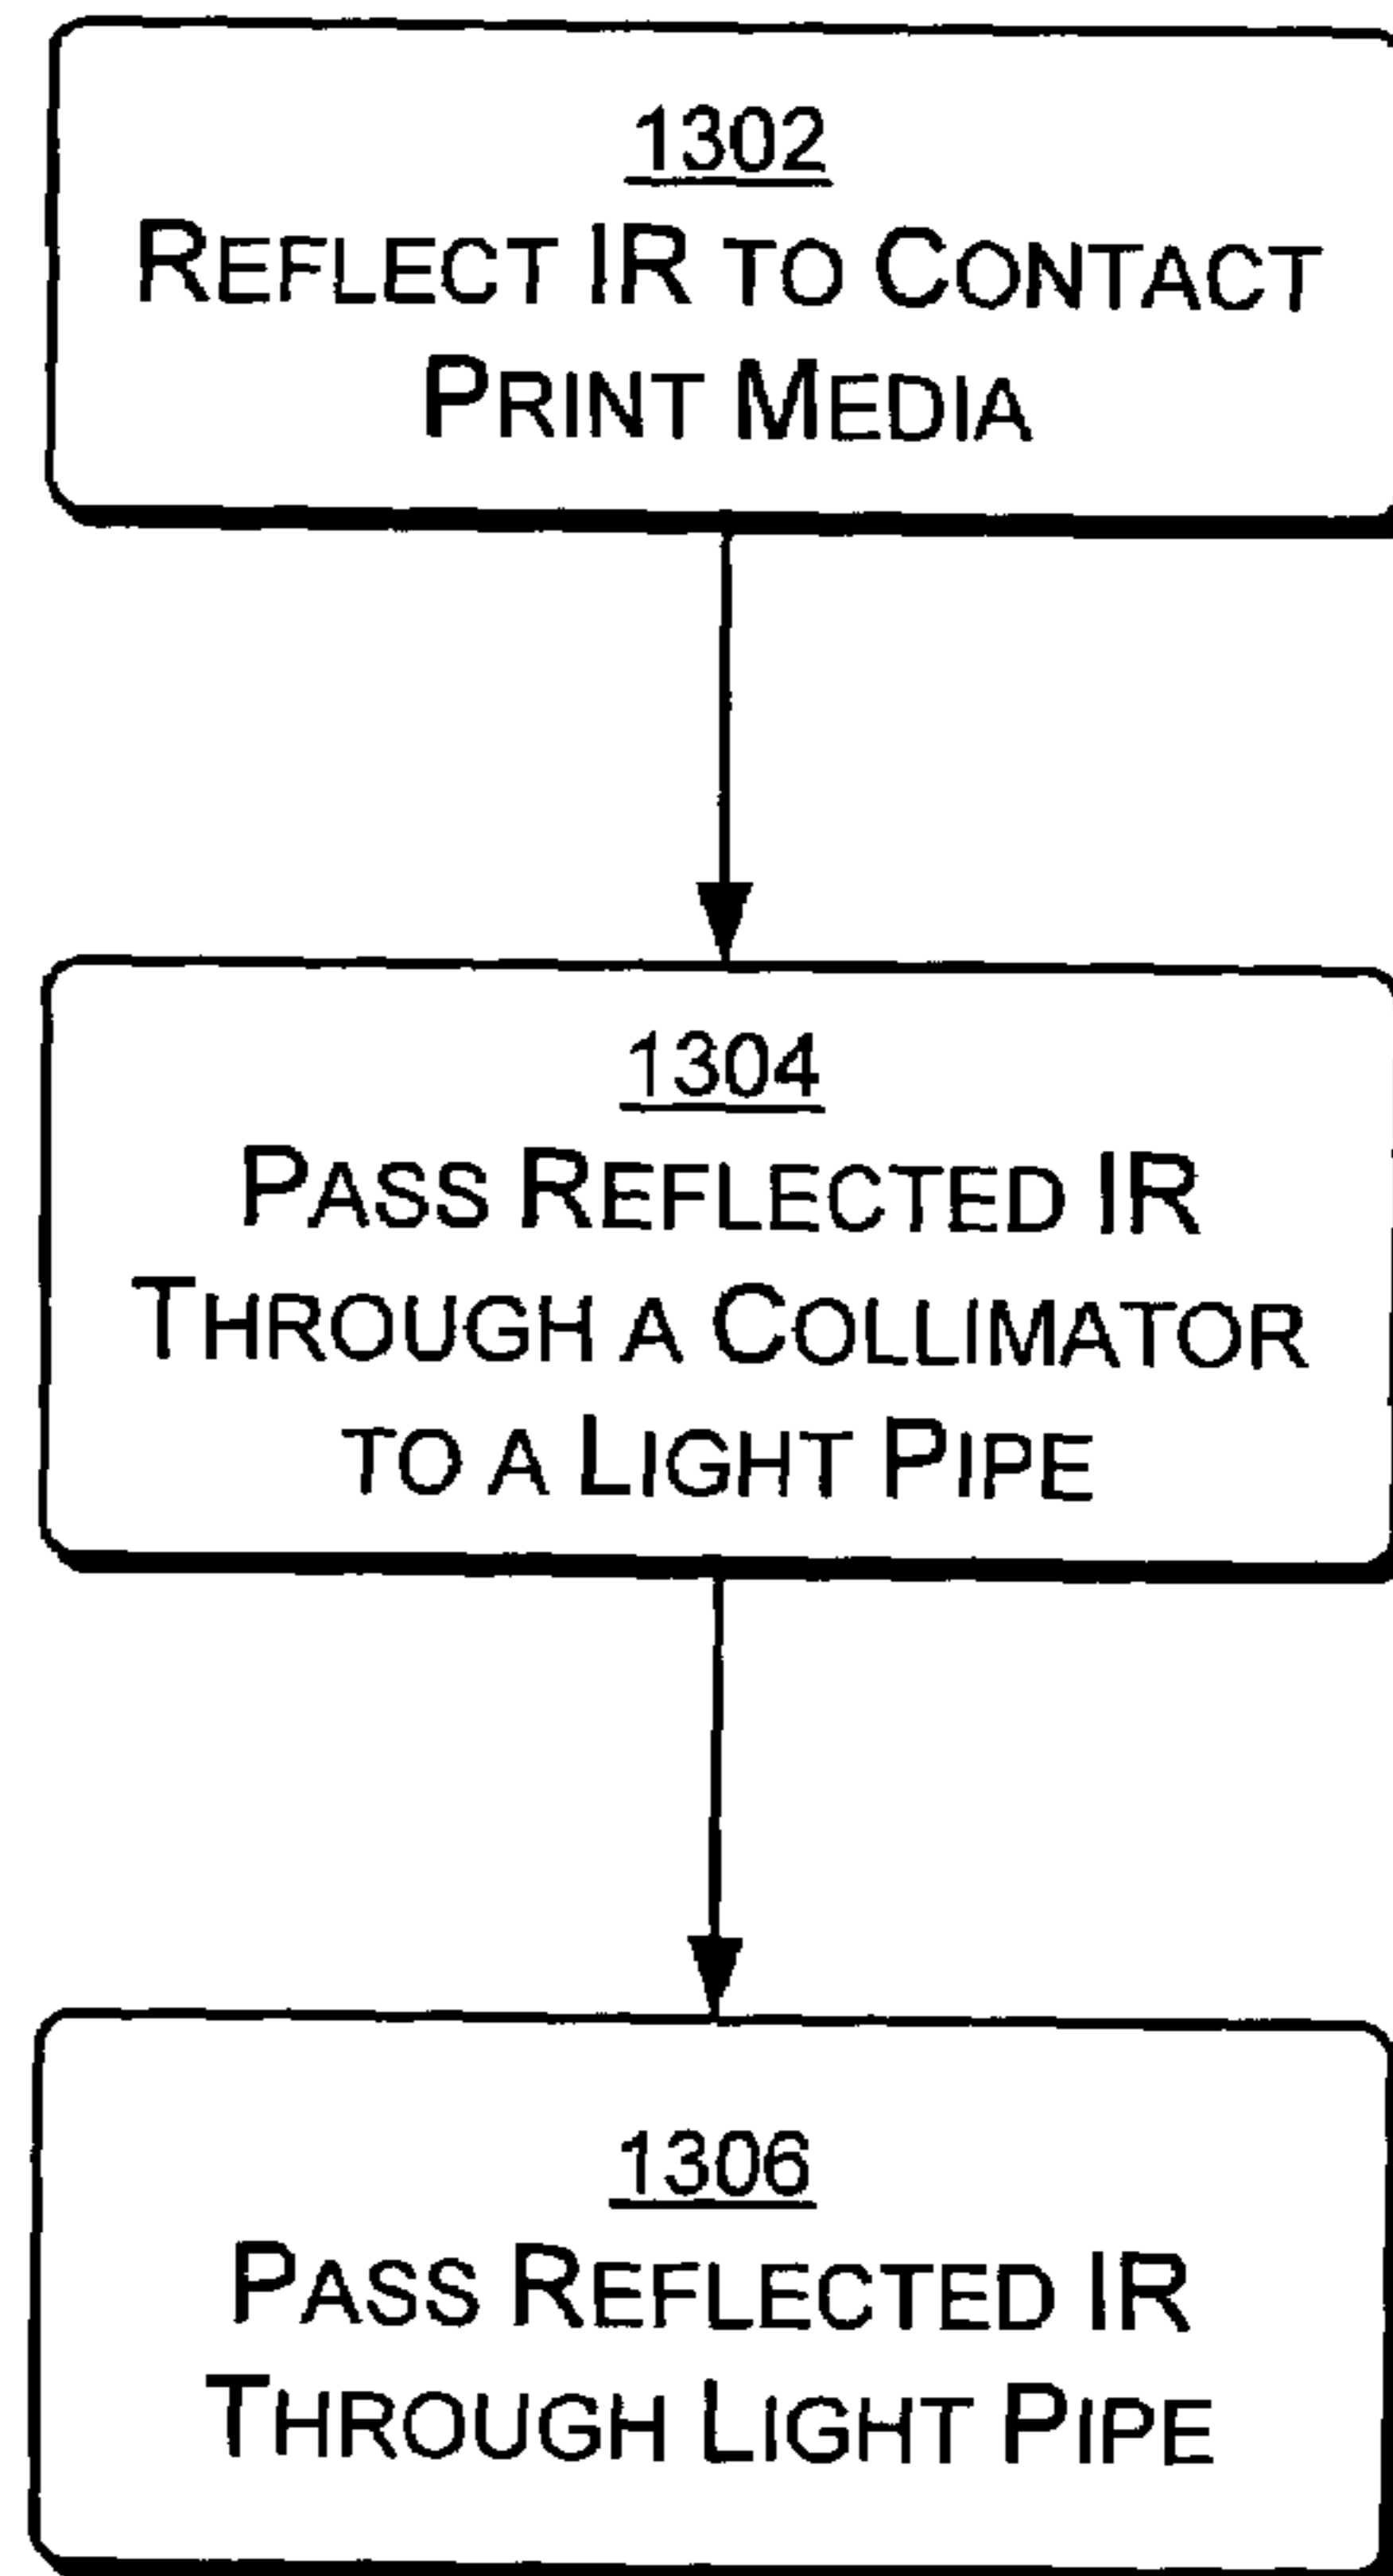 1302
REFLECT IR TO CONTACT
PRINT MEDIA
1304
PASS REFLECTED IR
THROUGH A COLLIMATOR
TO A LIGHT PIPE
1306
PASS REFLECTED IR
THROUGH LIGHT PIPE